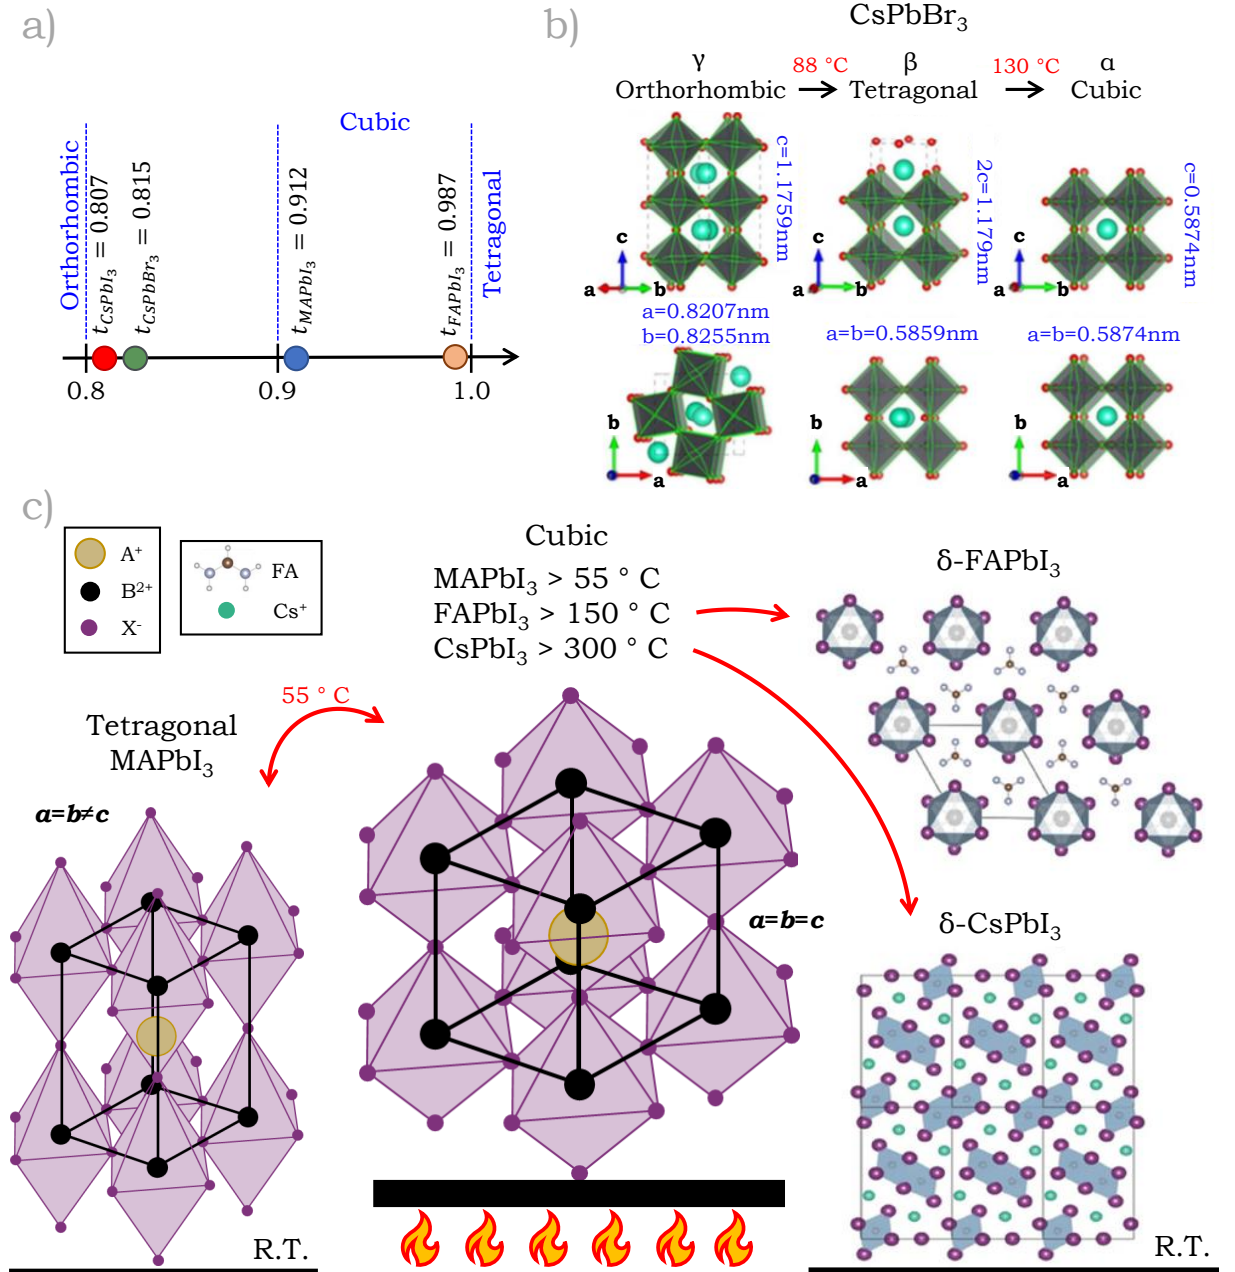 a)
Orthorhombic
t_CsPbI₃ = 0.807
t_CsPbBr₃ = 0.815
Cubic
t_MAPbI₃ = 0.912
t_FAPbI₃ = 0.987
Tetragonal
0.8
0.9
1.0
b)
CsPbBr₃
γ
88 °C
β
130 °C
α
Orthorhombic
Tetragonal
Cubic
c=1.1759nm
2c=1.179nm
c=0.5874nm
c
a
b
c
a
b
c
a
b
a=0.8207nm
b=0.8255nm
a=b=0.5859nm
a=b=0.5874nm
b
a
b
a
b
a
c)
A⁺
B²⁺
X⁻
FA
Cs⁺
Cubic
MAPbI₃ > 55 ° C
FAPbI₃ > 150 ° C
CsPbI₃ > 300 ° C
δ-FAPbI₃
55 ° C
Tetragonal
MAPbI₃
a=b≠c
a=b=c
δ-CsPbI₃
R.T.
R.T.